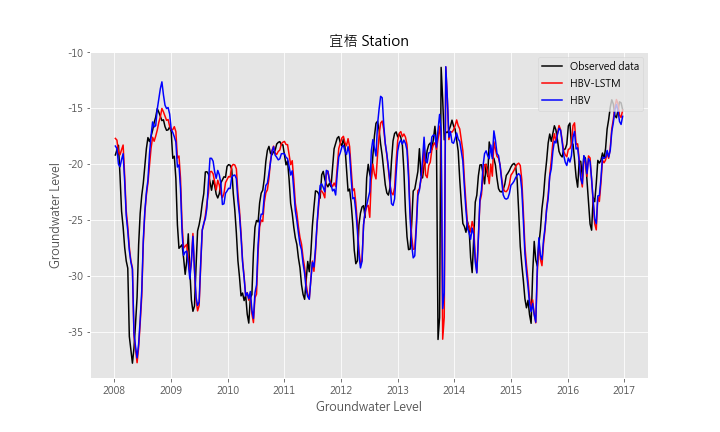 宜梧 Station
Observed data
HBV-LSTM
HBV
Groundwater Level
-10
-15
-20
-25
-30
-35
2008 2009 2010 2011 2012 2013 2014 2015 2016 2017
Groundwater Level